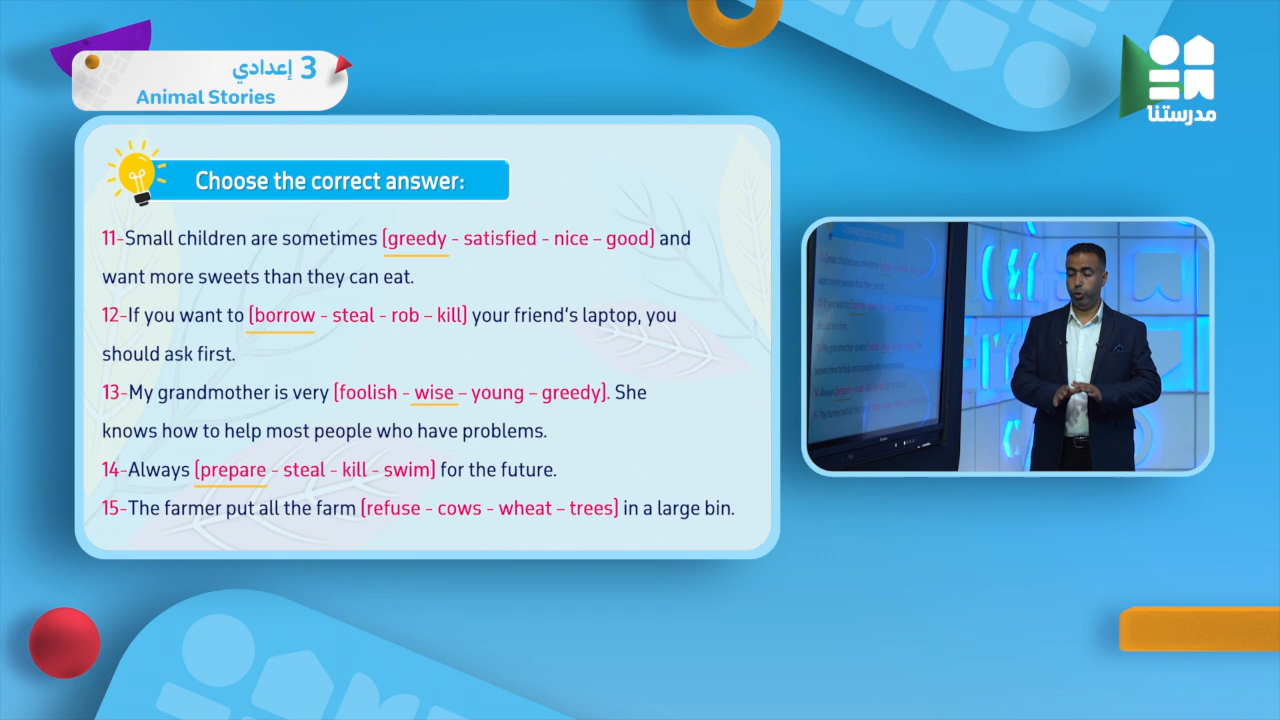 3 إعدادي
Animal Stories
مدرستنا
Choose the correct answer:
11-Small children are sometimes (greedy - satisfied - nice – good) and
want more sweets than they can eat.
12-If you want to (borrow - steal - rob – kill) your friend's laptop, you
should ask first.
13-My grandmother is very (foolish - wise – young – greedy). She
knows how to help most people who have problems.
14-Always (prepare - steal - kill - swim) for the future.
15-The farmer put all the farm (refuse - cows - wheat – trees) in a large bin.